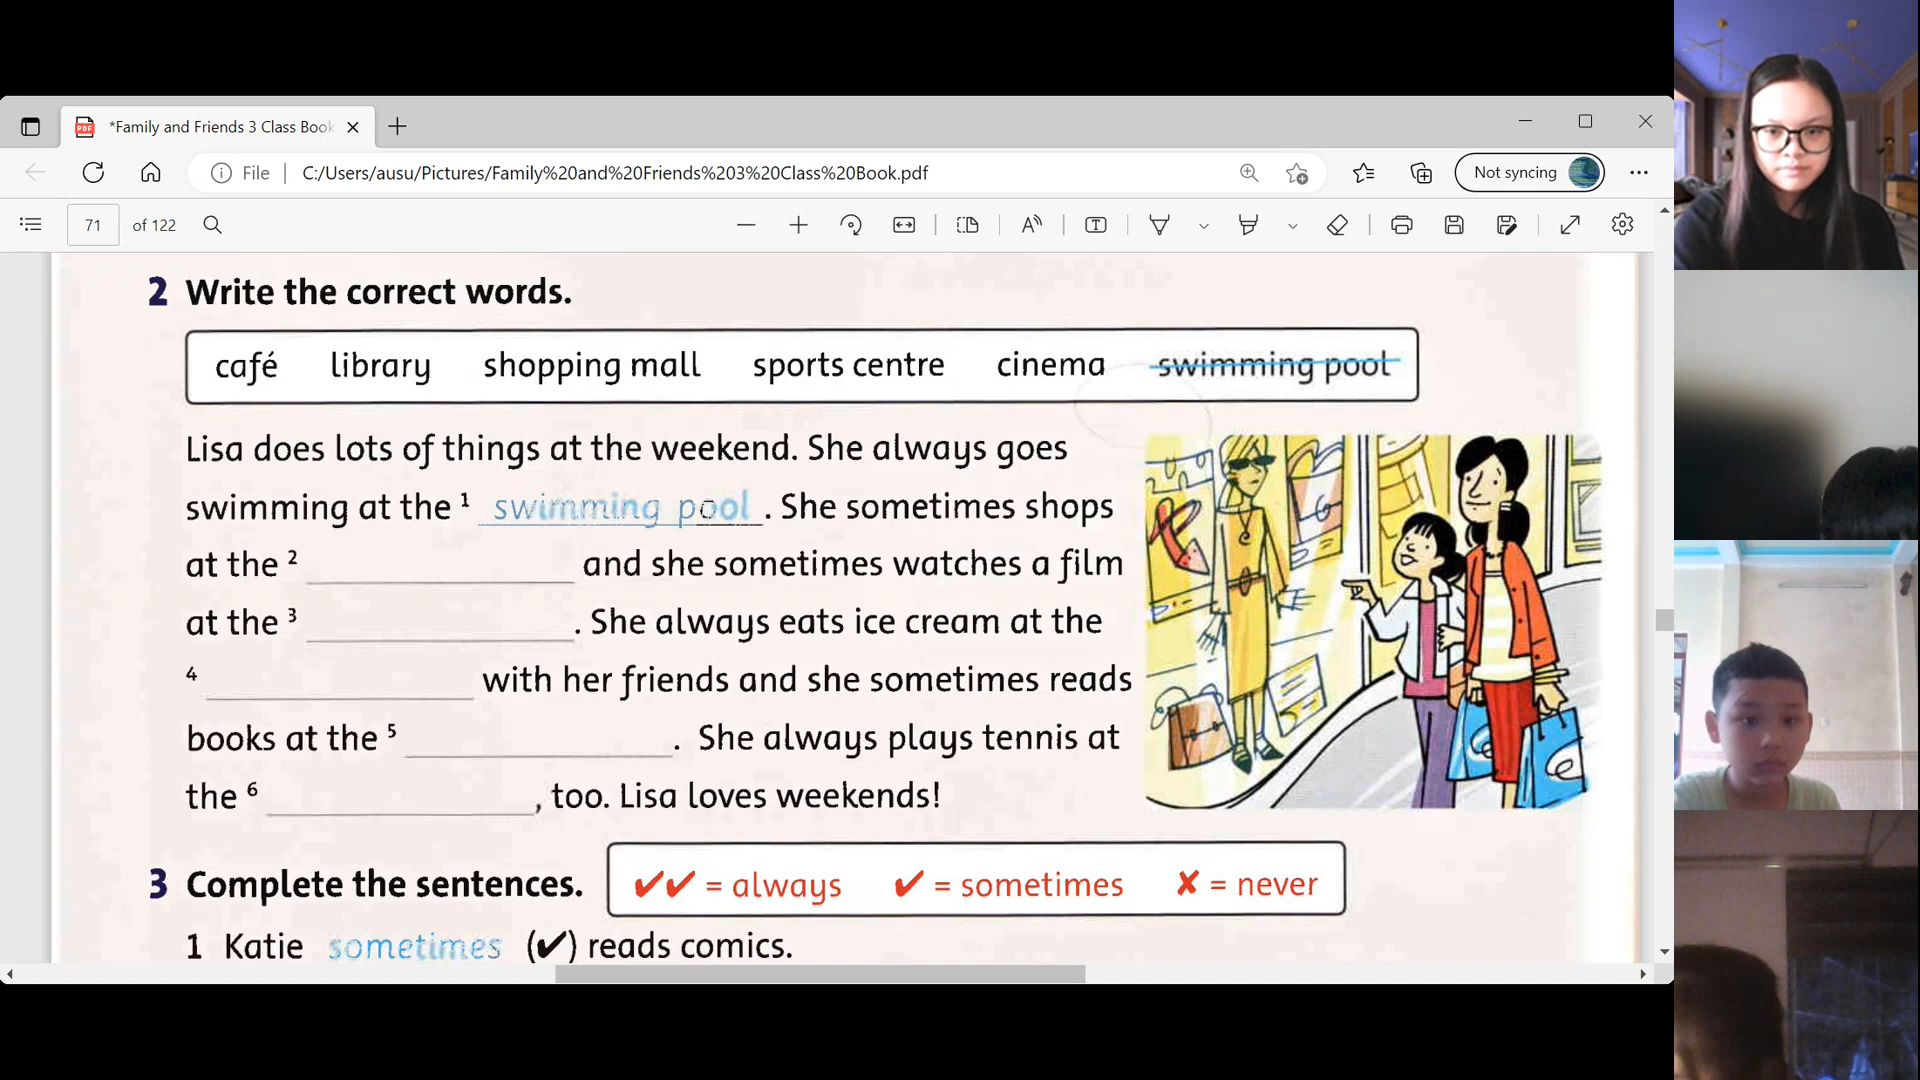 *Family and Friends 3 Class Book
File C:/Users/ausu/Pictures/Family%20and%20Friends%203%20Class%20Book.pdf Not syncing
71 of 122
2 Write the correct words.
café library shopping mall sports centre cinema swimming pool
Lisa does lots of things at the weekend. She always goes
swimming at the 1 swimming pool. She sometimes shops
at the 2 ____ and she sometimes watches a film
at the 3 ____. She always eats ice cream at the
4 ____ with her friends and she sometimes reads
books at the 5 ____. She always plays tennis at
the 6 ____, too. Lisa loves weekends!
3 Complete the sentences. ✔✔ = always ✔ = sometimes ✘ = never
1 Katie sometimes (✔) reads comics.